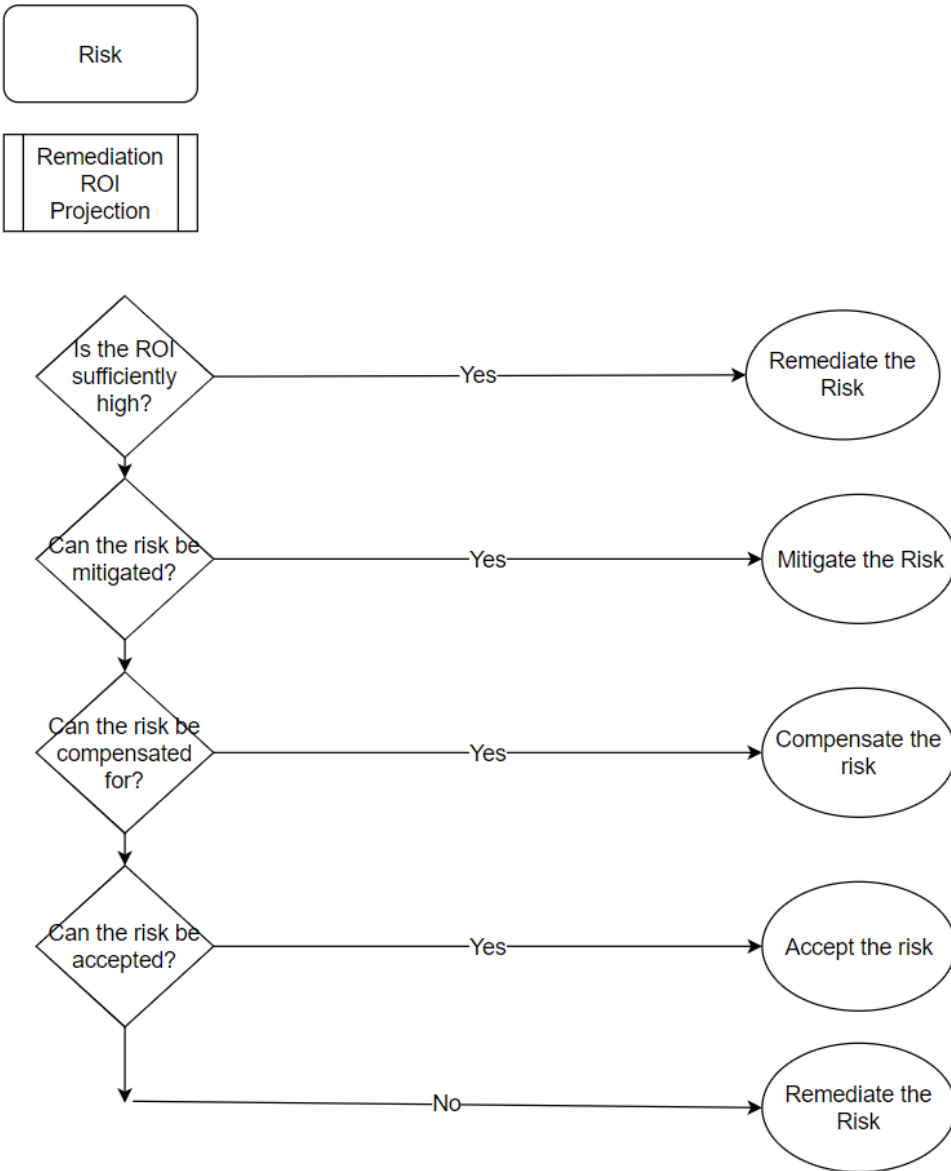 Risk
Remediation
ROI
Projection
Is the ROI
sufficiently
high?
Yes
Remediate the
Risk
Can the risk be
mitigated?
Yes
Mitigate the Risk
Can the risk be
compensated
for?
Yes
Compensate the
risk
Can the risk be
accepted?
Yes
Accept the risk
No
Remediate the
Risk